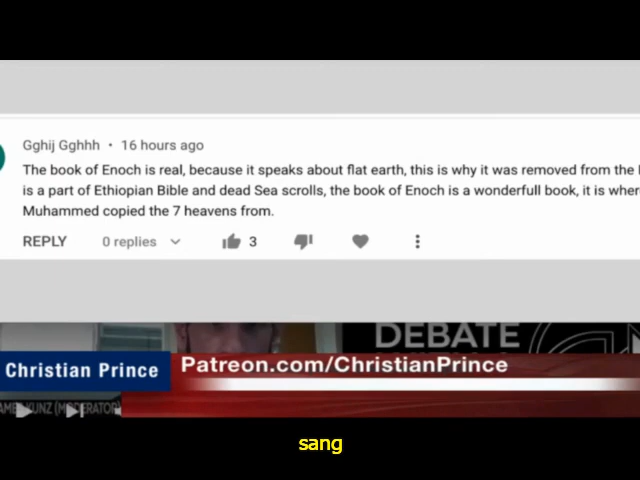 Gghij Gghhh • 16 hours ago
The book of Enoch is real, because it speaks about flat earth, this is why it was removed from the
is a part of Ethiopian Bible and dead Sea scrolls, the book of Enoch is a wonderfull book, it is
Muhammed copied the 7 heavens from.
REPLY 0 replies 3
DEBATE
Christian Prince
Patreon.com/ChristianPrince
KUNZ (MODERATOR)
sang